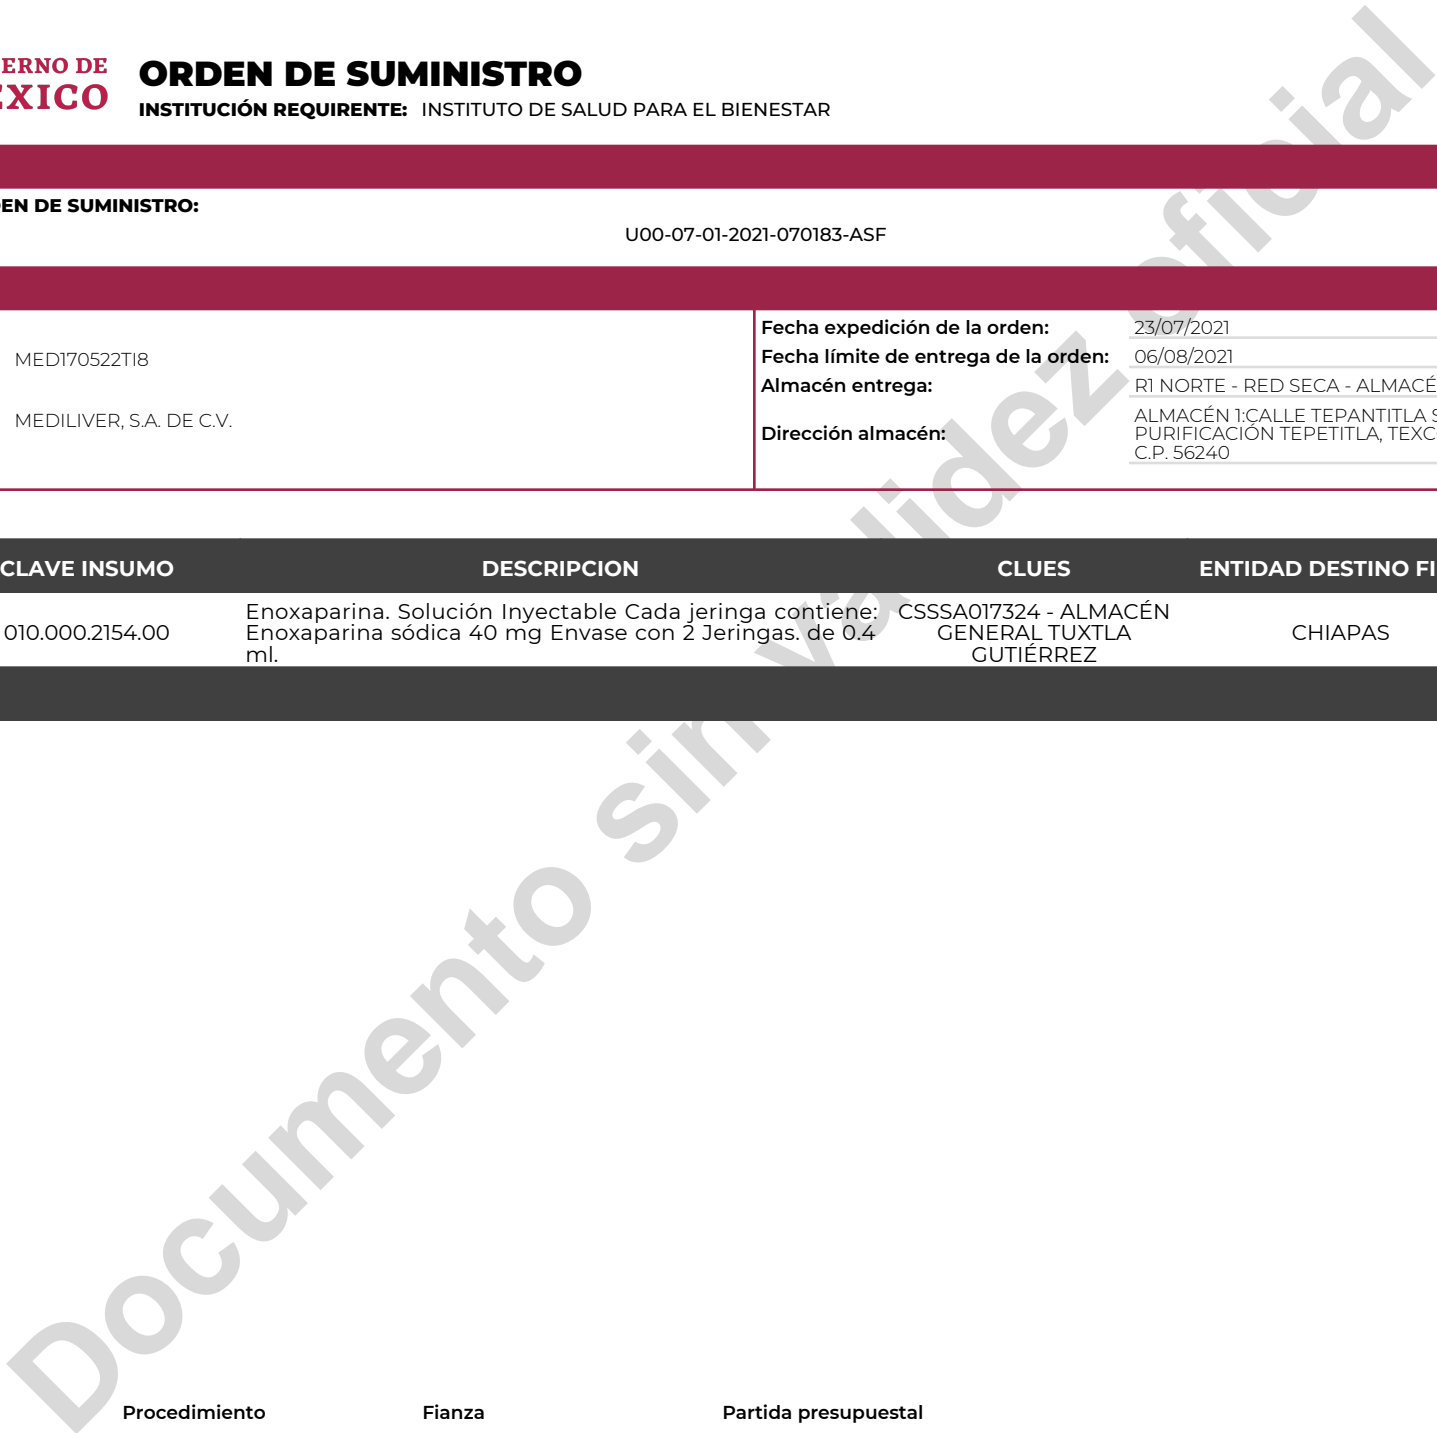 ERNO DE
ÉXICO
ORDEN DE SUMINISTRO
INSTITUCIÓN REQUIRENTE: INSTITUTO DE SALUD PARA EL BIENESTAR
EN DE SUMINISTRO:
U00-07-01-2021-070183-ASF
MED170522TI8
MEDILIVER, S.A. DE C.V.
Fecha expedición de la orden: 23/07/2021
Fecha límite de entrega de la orden: 06/08/2021
Almacén entrega: R1 NORTE - RED SECA - ALMACÉ
Dirección almacén:
ALMACÉN 1:CALLE TEPANTITLA S
PURIFICACIÓN TEPETITLA, TEXC
C.P. 56240
CLAVE INSUMO DESCRIPCION CLUES ENTIDAD DESTINO FI
010.000.2154.00
Enoxaparina. Solución Inyectable Cada jeringa contiene:
Enoxaparina sódica 40 mg Envase con 2 Jeringas. de 0.4
ml.
CSSSA017324 - ALMACÉN
GENERAL TUXTLA
GUTIÉRREZ
CHIAPAS
Documento sin validez oficial
Procedimiento Fianza Partida presupuestal